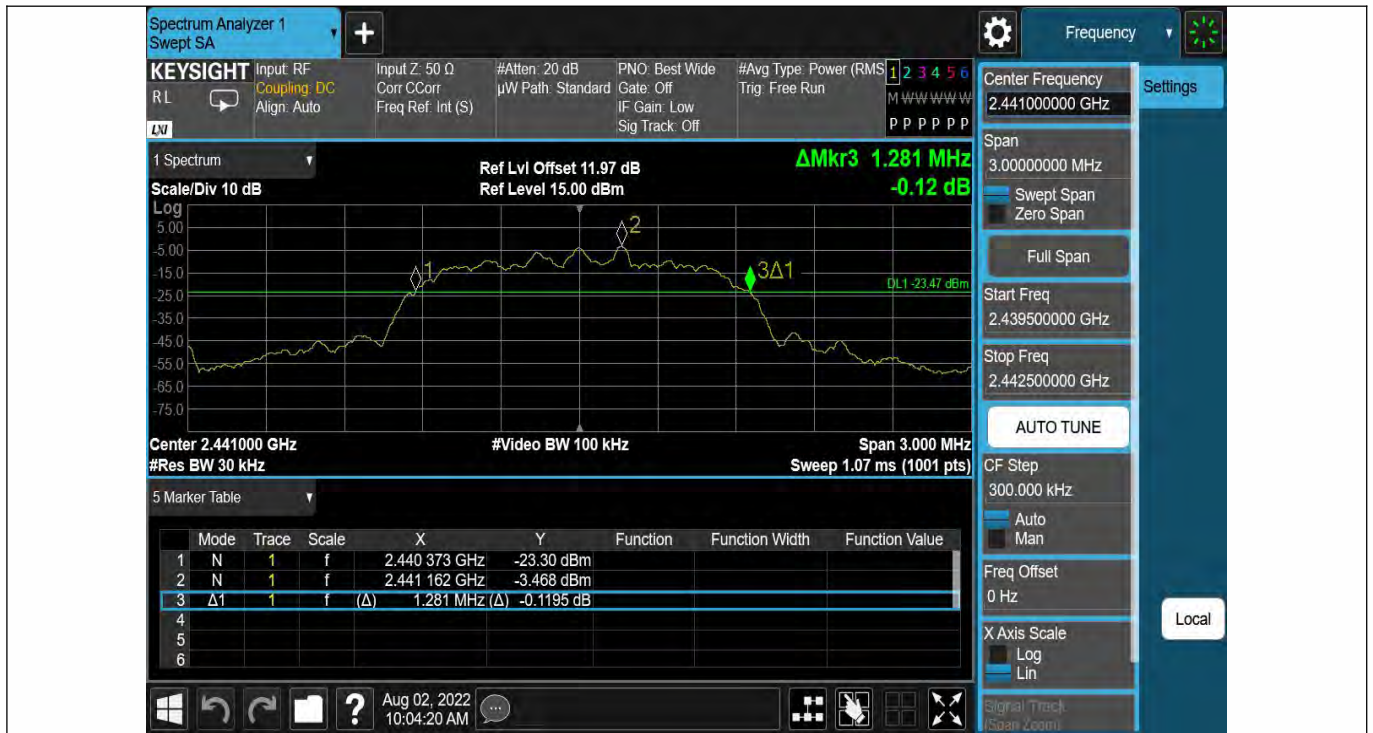 Spectrum Analyzer 1
Swept SA
+
Frequency
KEYSIGHT
RL
LXI
Input: RF
Coupling: DC
Align: Auto
Input Z: 50 Ω
Corr CCorr
Freq Ref: Int (S)
#Atten: 20 dB
µW Path: Standard
PNO: Best Wide
Gate: Off
IF Gain: Low
Sig Track: Off
#Avg Type: Power (RMS
Trig: Free Run
1 2 3 4 5 6
M W W W W W
P P P P P P
1 Spectrum
Scale/Div 10 dB
Ref Lvl Offset 11.97 dB
Ref Level 15.00 dBm
ΔMkr3 1.281 MHz
-0.12 dB
Log
5.00
-5.00
-15.0
-25.0
-35.0
-45.0
-55.0
-65.0
-75.0
1
2
3Δ1
DL1 -23.47 dBm
Center 2.441000 GHz
#Video BW 100 kHz
Span 3.000 MHz
#Res BW 30 kHz
Sweep 1.07 ms (1001 pts)
5 Marker Table
Mode Trace Scale X Y Function Function Width Function Value
1 N 1 f 2.440 373 GHz -23.30 dBm
2 N 1 f 2.441 162 GHz -3.468 dBm
3 Δ1 1 f (Δ) 1.281 MHz (Δ) -0.1195 dB
4
5
6
?
Aug 02, 2022
10:04:20 AM
Center Frequency
2.441000000 GHz
Settings
Span
3.00000000 MHz
Swept Span
Zero Span
Full Span
Start Freq
2.439500000 GHz
Stop Freq
2.442500000 GHz
AUTO TUNE
CF Step
300.000 kHz
Auto
Man
Freq Offset
0 Hz
X Axis Scale
Log
Lin
Local
Signal Track
(Span Zoom)